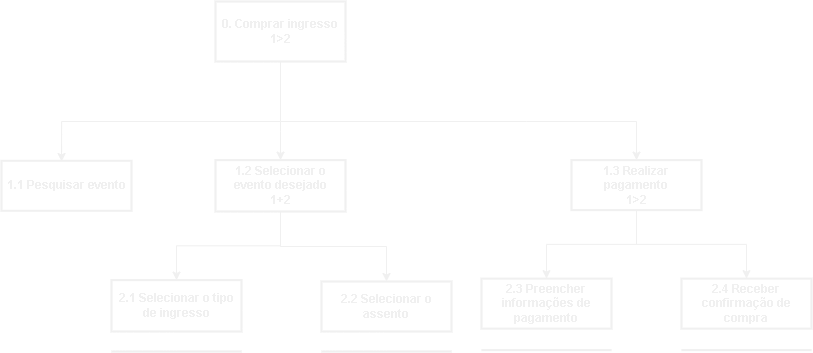 0. Comprar ingresso
1>2
1.1 Pesquisar evento
1.2 Selecionar o
evento desejado
1+2
1.3 Realizar
pagamento
1>2
2.1 Selecionar o tipo
de ingresso
2.2 Selecionar o
assento
2.3 Preencher
informações de
pagamento
2.4 Receber
confirmação de
compra